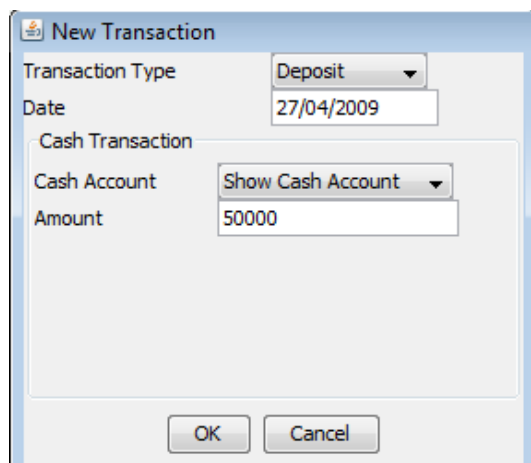 New Transaction
Transaction Type Deposit
Date 27/04/2009
Cash Transaction
Cash Account Show Cash Account
Amount 50000
OK Cancel